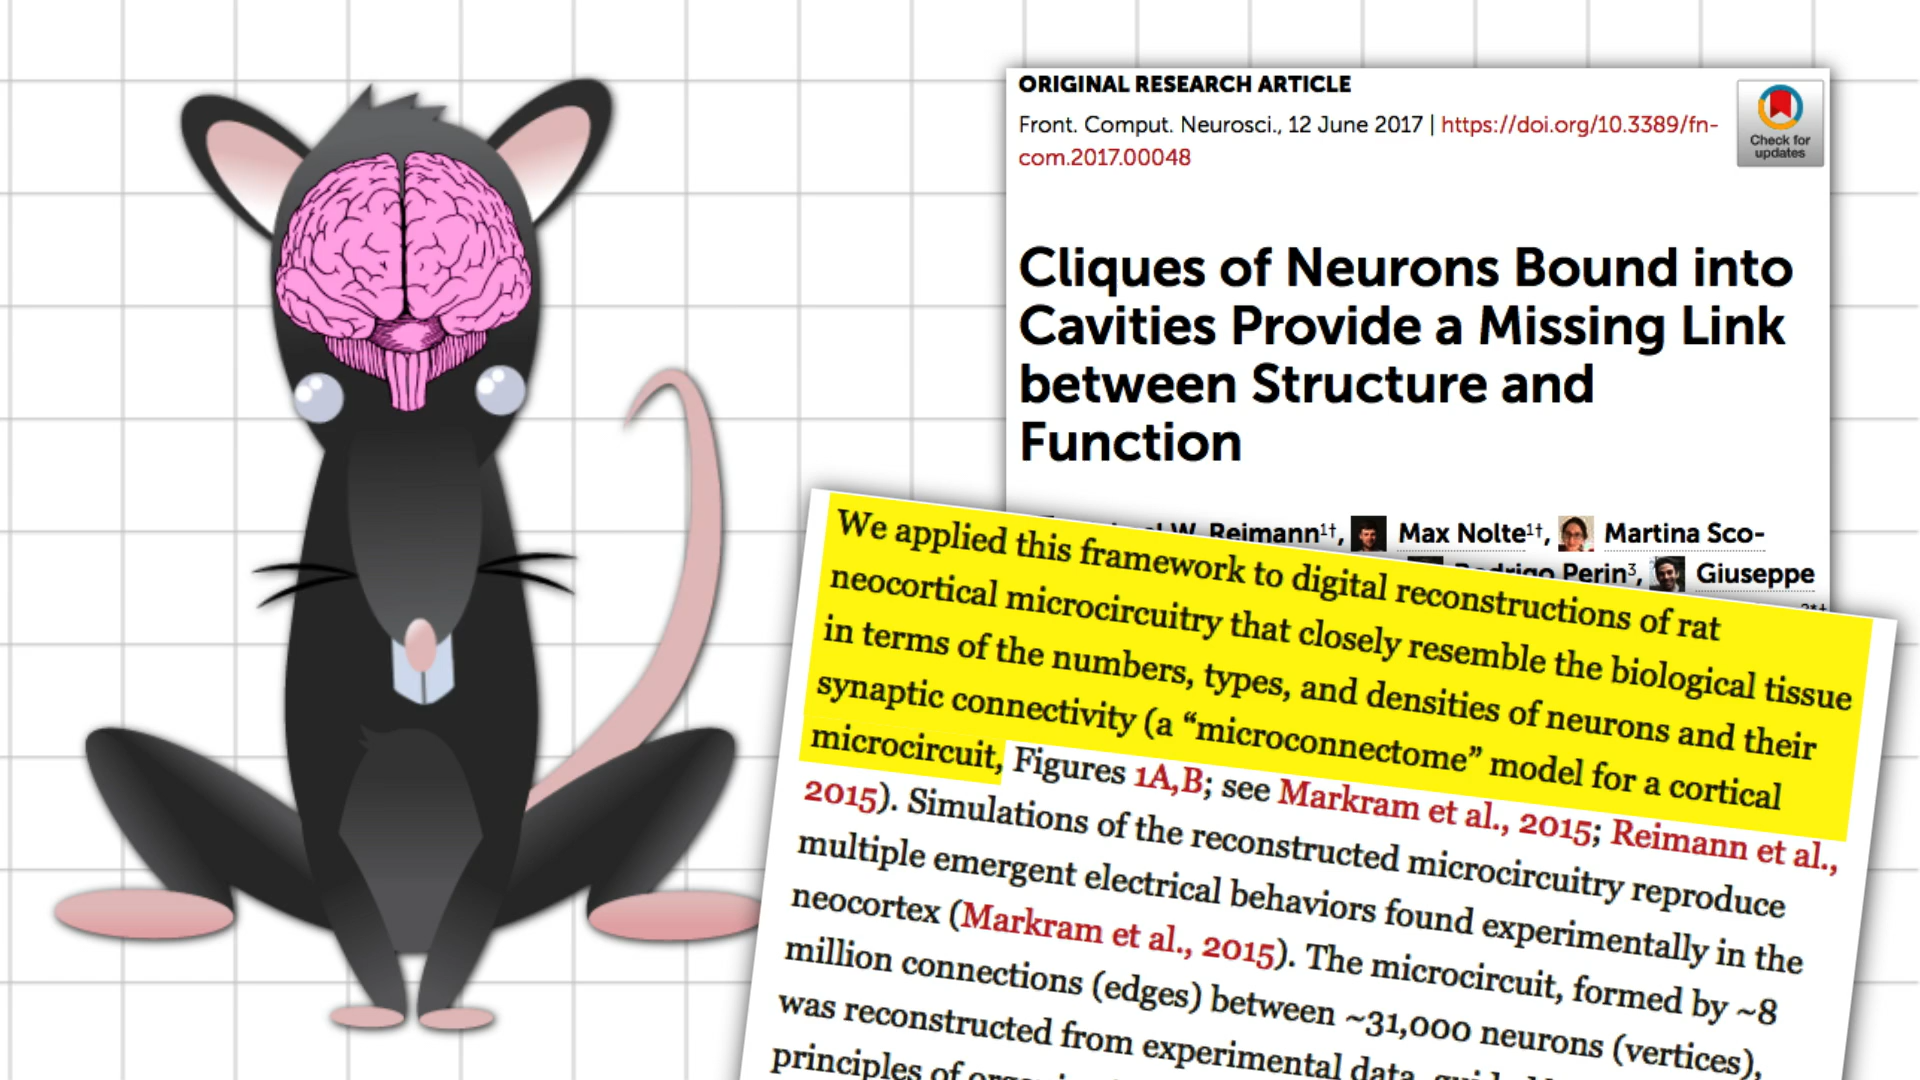 ORIGINAL RESEARCH ARTICLE
Front. Comput. Neurosci., 12 June 2017 | https://doi.org/10.3389/fn-
com.2017.00048
Check for
updates
Cliques of Neurons Bound into
Cavities Provide a Missing Link
between Structure and
Function
W. Reimann¹†, Max Nolte¹†, Martina Sco-
Rodrigo Perin³, Giuseppe
We applied this framework to digital reconstructions of rat
neocortical microcircuitry that closely resemble the biological tissue
in terms of the numbers, types, and densities of neurons and their
synaptic connectivity (a “microconnectome” model for a cortical
microcircuit, Figures 1A,B; see Markram et al., 2015; Reimann et al.,
2015). Simulations of the reconstructed microcircuitry reproduce
multiple emergent electrical behaviors found experimentally in the
neocortex (Markram et al., 2015). The microcircuit, formed by ~8
million connections (edges) between ~31,000 neurons (vertices),
was reconstructed from experimental data,
principles of